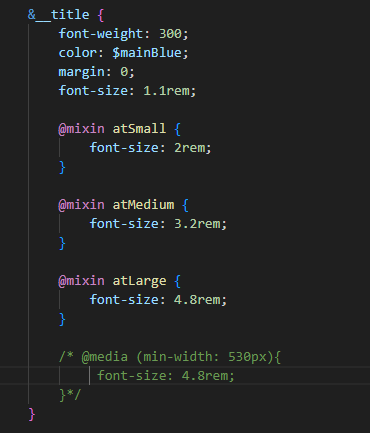 &__title {
font-weight: 300;
color: $mainBlue;
margin: 0;
font-size: 1.1rem;
@mixin atSmall {
font-size: 2rem;
}
@mixin atMedium {
font-size: 3.2rem;
}
@mixin atLarge {
font-size: 4.8rem;
}
/* @media (min-width: 530px){
font-size: 4.8rem;
}*/
}